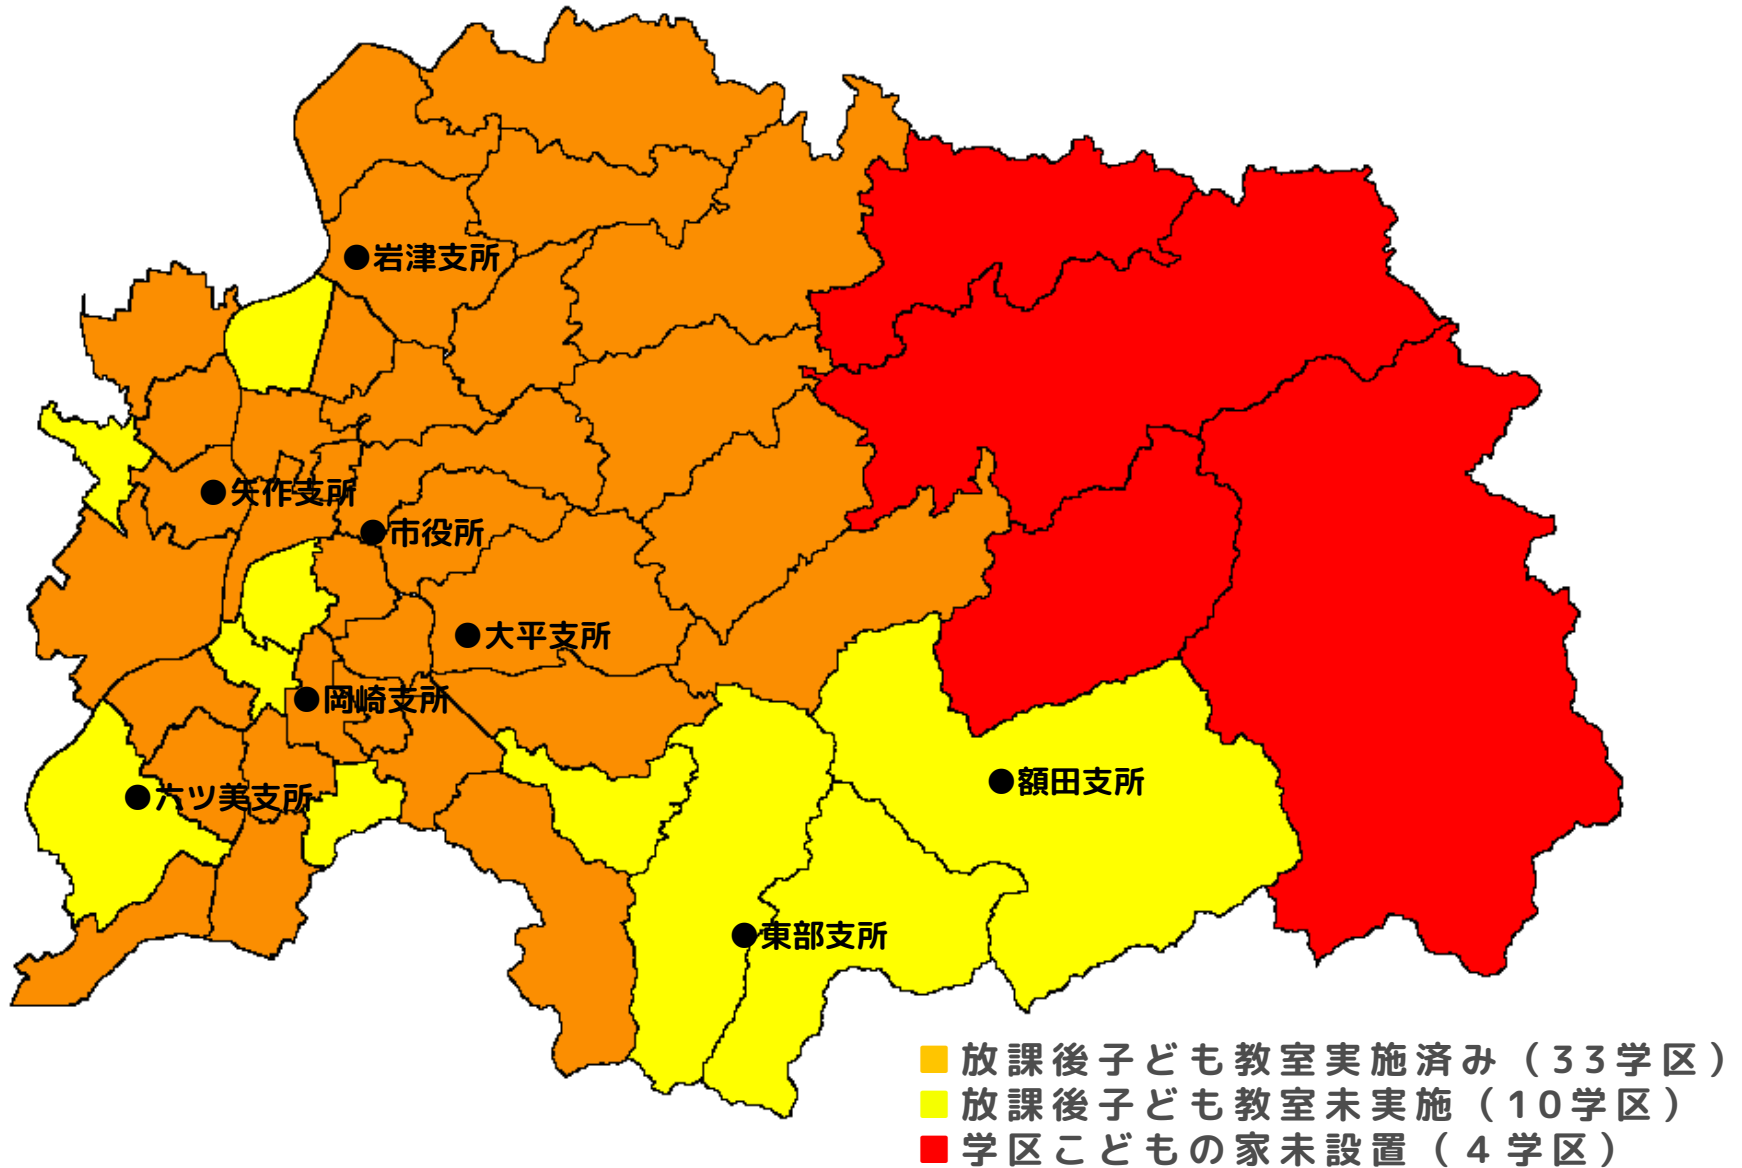 ●岩津支所
●矢作支所
●市役所
●大平支所
●岡崎支所
●額田支所
●六ツ美支所
●東部支所
放課後子ども教室実施済み（33学区）
放課後子ども教室未実施（10学区）
学区こどもの家未設置（４学区）